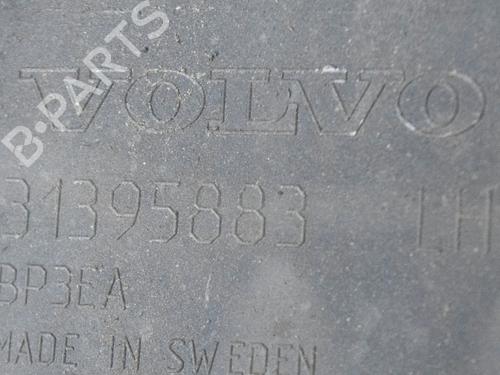 B-PARTS
VOLVO
31395883 LH
BP3EA
MADE IN SWEDEN